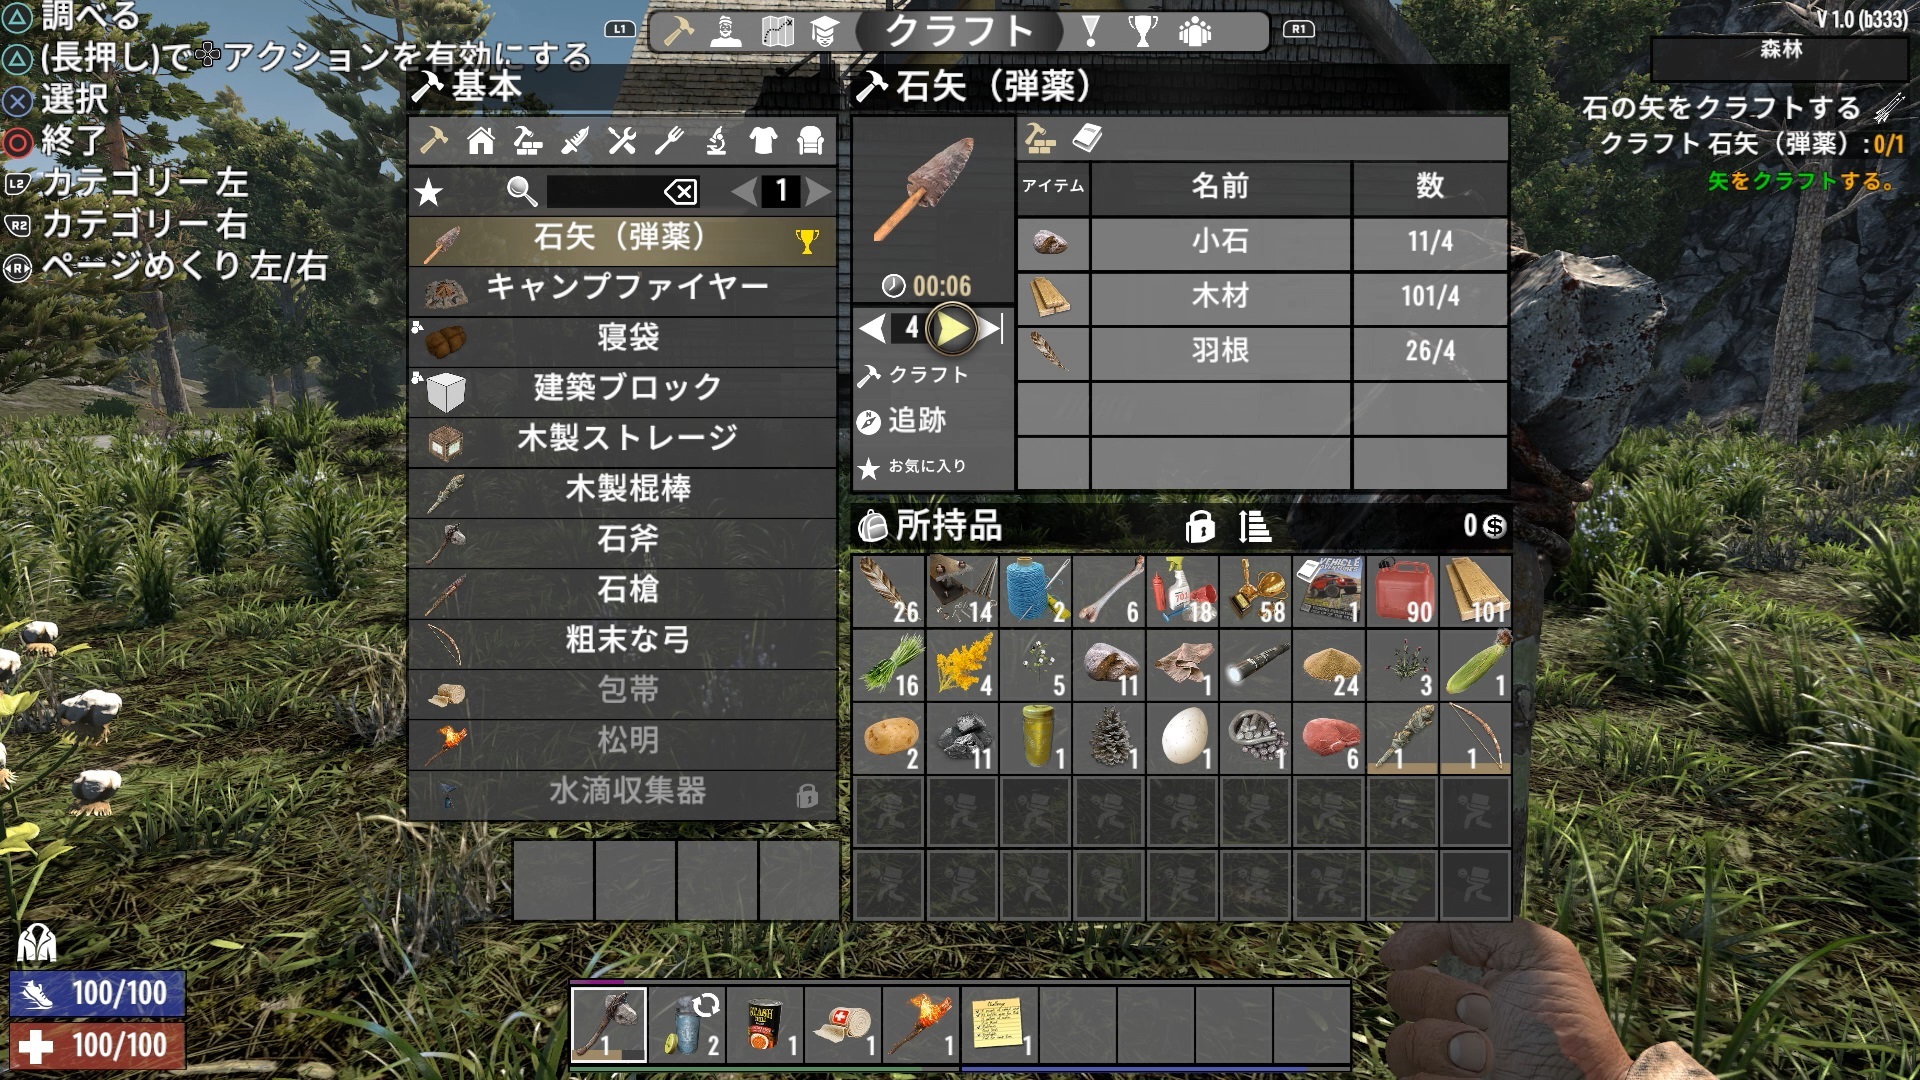 調べる
(長押し)でアクションを有効にする
選択
終了
L2 カテゴリー 左
R2 カテゴリー 右
R ページめくり 左/右
L1
クラフト
R1
V 1.0 (b333)
森林
石の矢をクラフトする
クラフト 石矢（弾薬）: 0/1
矢をクラフトする。
基本
1
石矢（弾薬）
キャンプファイヤー
寝袋
建築ブロック
木製ストレージ
木製棍棒
石斧
石槍
粗末な弓
包帯
松明
水滴収集器
石矢（弾薬）
00:06
4
クラフト
追跡
お気に入り
アイテム 名前 数
小石 11/4
木材 101/4
羽根 26/4
所持品
0
26 14 2 6 18 58 1 90 101
16 4 5 11 1 24 3 1
2 11 1 1 1 1 6 1 1
100/100
100/100
1 2 1 1 1 1